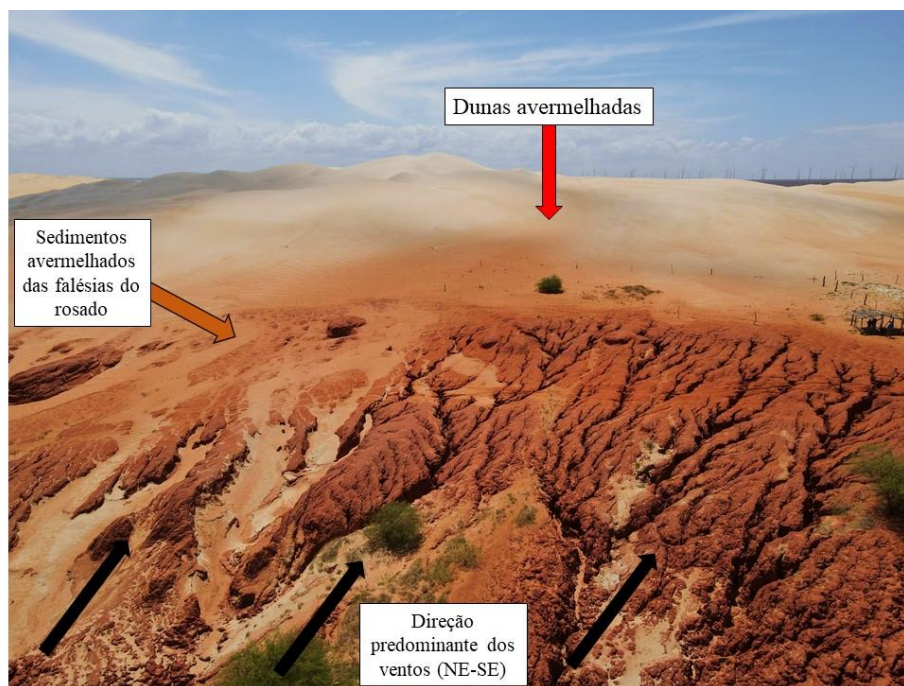 Dunas avermelhadas
Sedimentos
avermelhados
das falésias do
rosado
Direção
predominante dos
ventos (NE-SE)